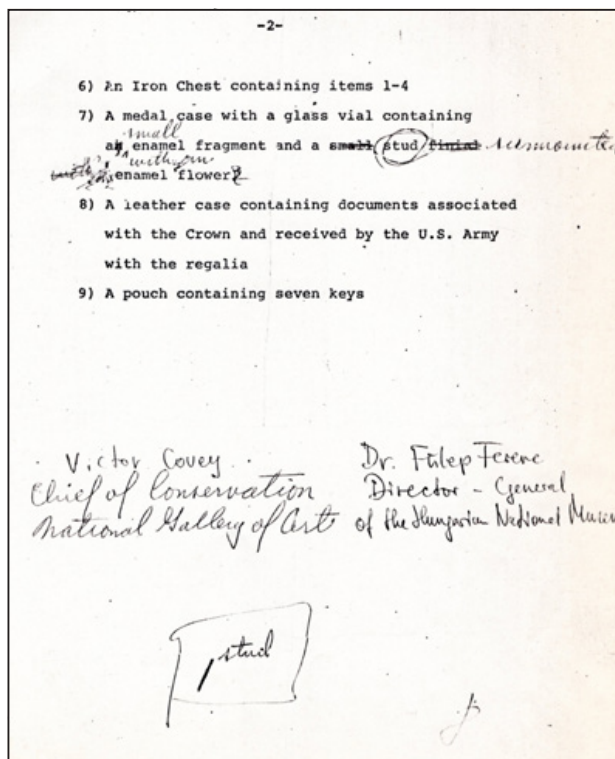 -2-
6) An Iron Chest containing items 1-4
7) A medal case with a glass vial containing
small
a enamel fragment and a small stud finial surmounted
with an
enamel flower
8) A leather case containing documents associated
with the Crown and received by the U.S. Army
with the regalia
9) A pouch containing seven keys
Victor Covey Dr. Fülep Ferenc
Chief of Conservation Director - General
National Gallery of Art of the Hungarian National Museum
stud